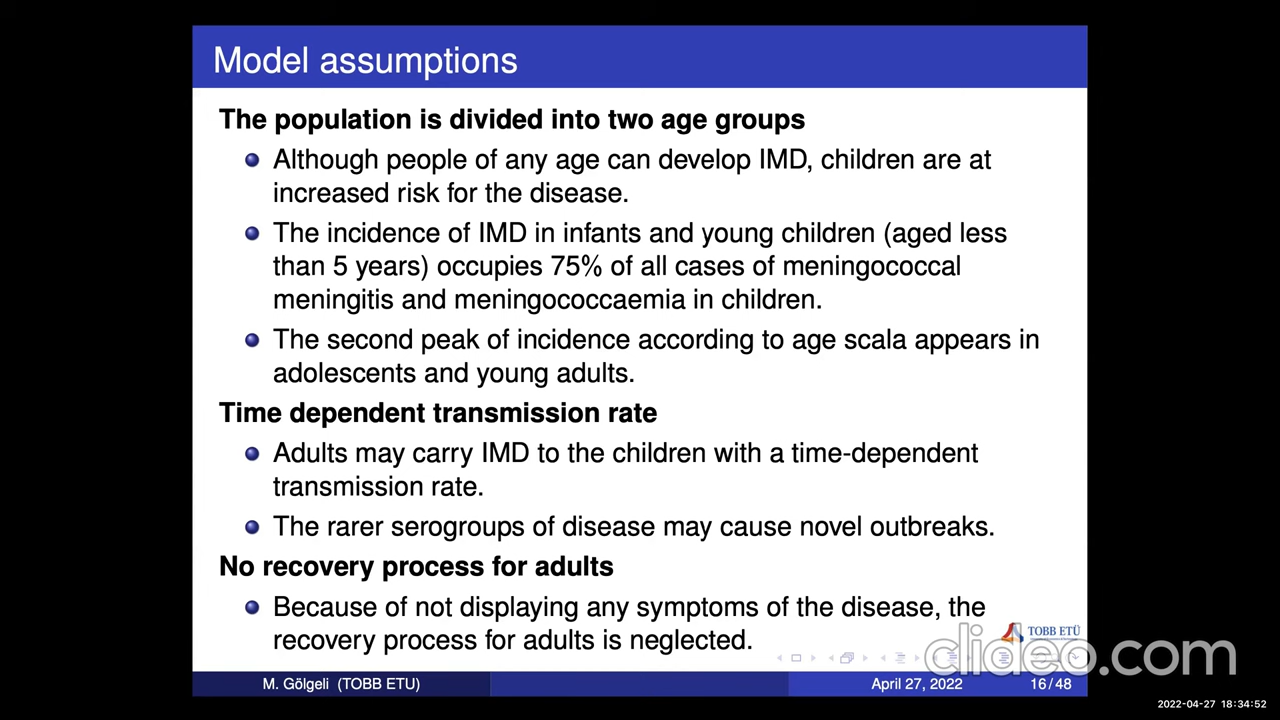 Model assumptions
The population is divided into two age groups
Although people of any age can develop IMD, children are at
increased risk for the disease.
The incidence of IMD in infants and young children (aged less
than 5 years) occupies 75% of all cases of meningococcal
meningitis and meningococcaemia in children.
The second peak of incidence according to age scala appears in
adolescents and young adults.
Time dependent transmission rate
Adults may carry IMD to the children with a time-dependent
transmission rate.
The rarer serogroups of disease may cause novel outbreaks.
No recovery process for adults
Because of not displaying any symptoms of the disease, the
recovery process for adults is neglected.
TOBB ETÜ
clideo.com
M. Gölgeli (TOBB ETU)
April 27, 2022
16/48
2022-04-27 18:34:52